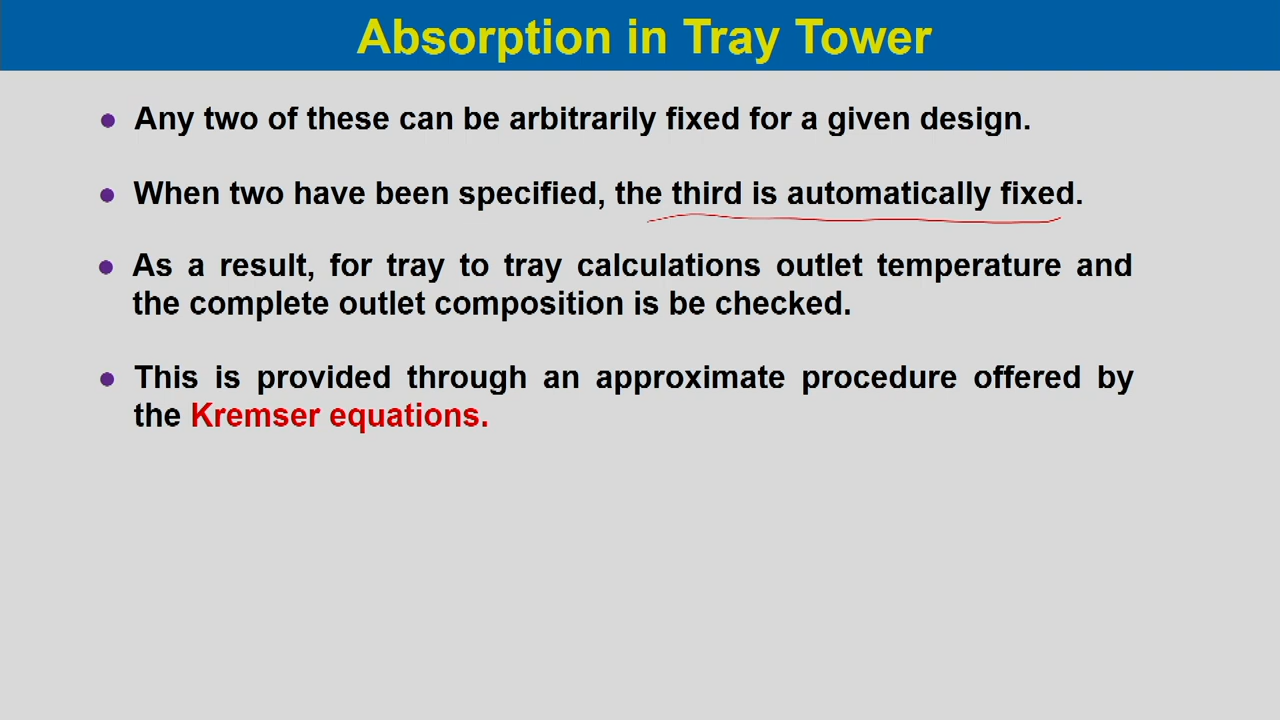 Absorption in Tray Tower
● Any two of these can be arbitrarily fixed for a given design.
● When two have been specified, the third is automatically fixed.
● As a result, for tray to tray calculations outlet temperature and
the complete outlet composition is be checked.
● This is provided through an approximate procedure offered by
the Kremser equations.